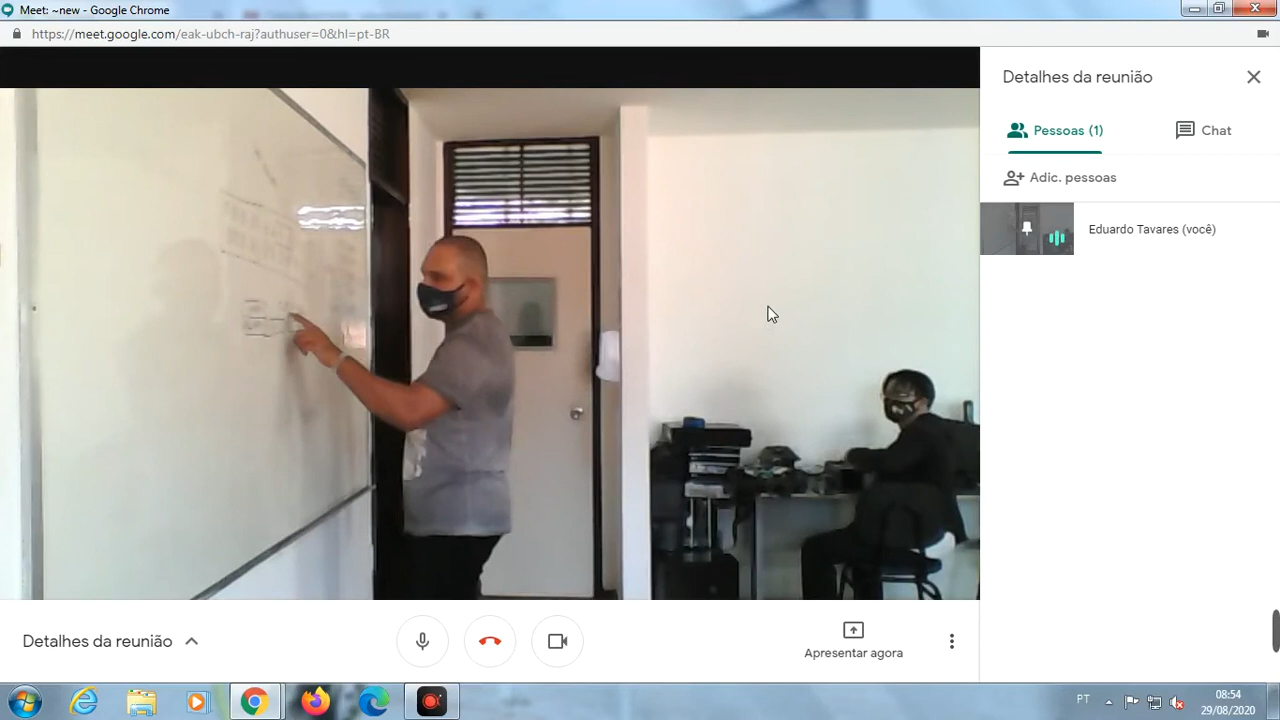 Meet: ~new - Google Chrome
https://meet.google.com/eak-ubch-raj?authuser=0&hl=pt-BR
Detalhes da reunião
Pessoas (1)
Chat
Adic. pessoas
Eduardo Tavares (você)
Detalhes da reunião
Apresentar agora
PT
08:54
29/08/2020